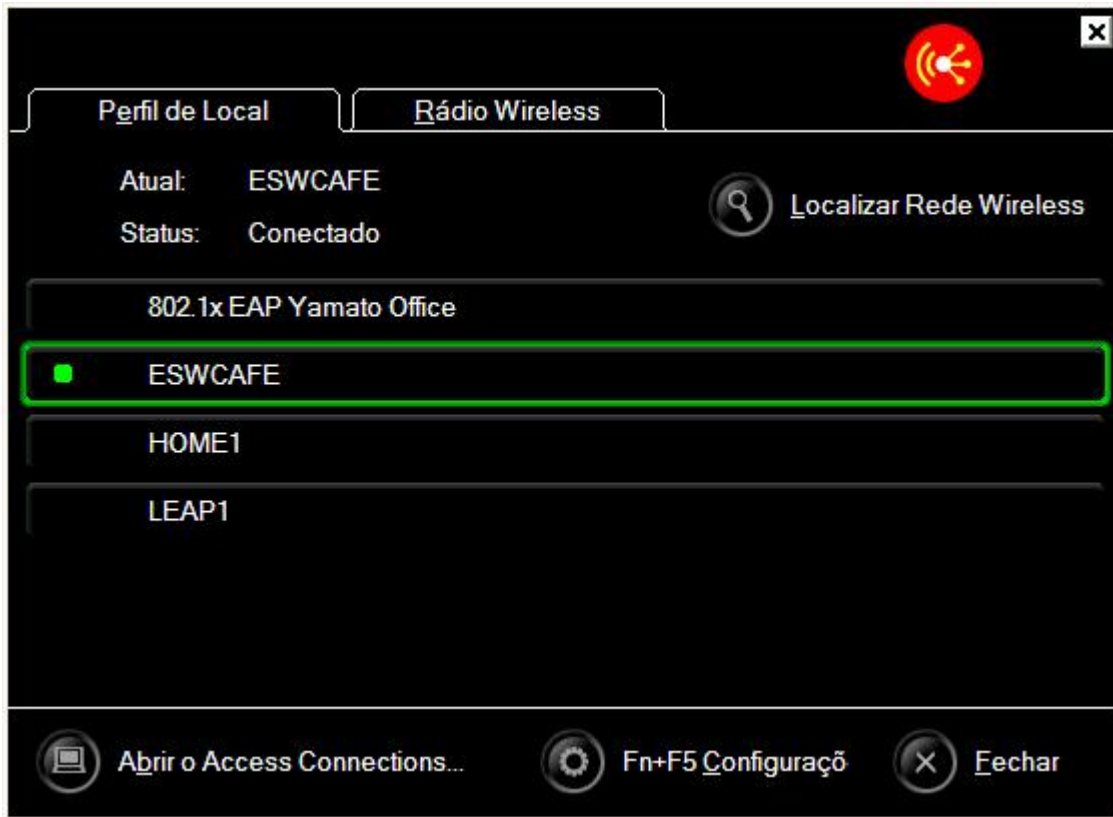 Perfil de Local
Rádio Wireless
Atual: ESWCAFE
Status: Conectado
Localizar Rede Wireless
802.1x EAP Yamato Office
ESWCAFE
HOME1
LEAP1
Abrir o Access Connections...
Fn+F5 Configuraçõ
Fechar